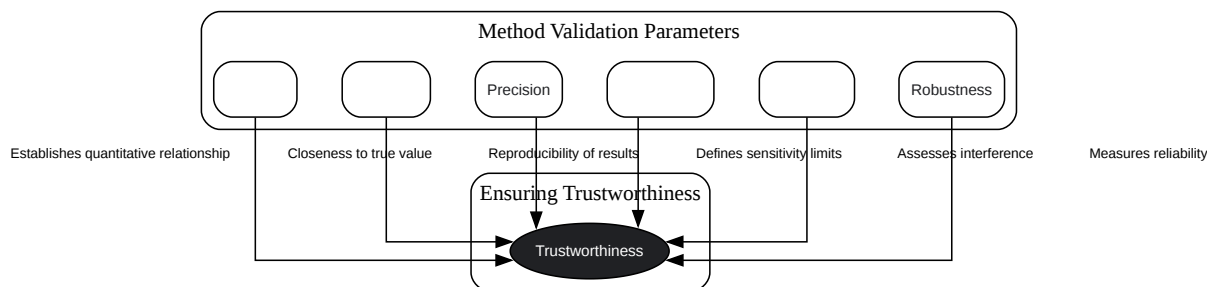 Method Validation Parameters
Precision
Robustness
Establishes quantitative relationship
Closeness to true value
Reproducibility of results
Defines sensitivity limits
Assesses interference
Measures reliability
Ensuring Trustworthiness
Trustworthiness